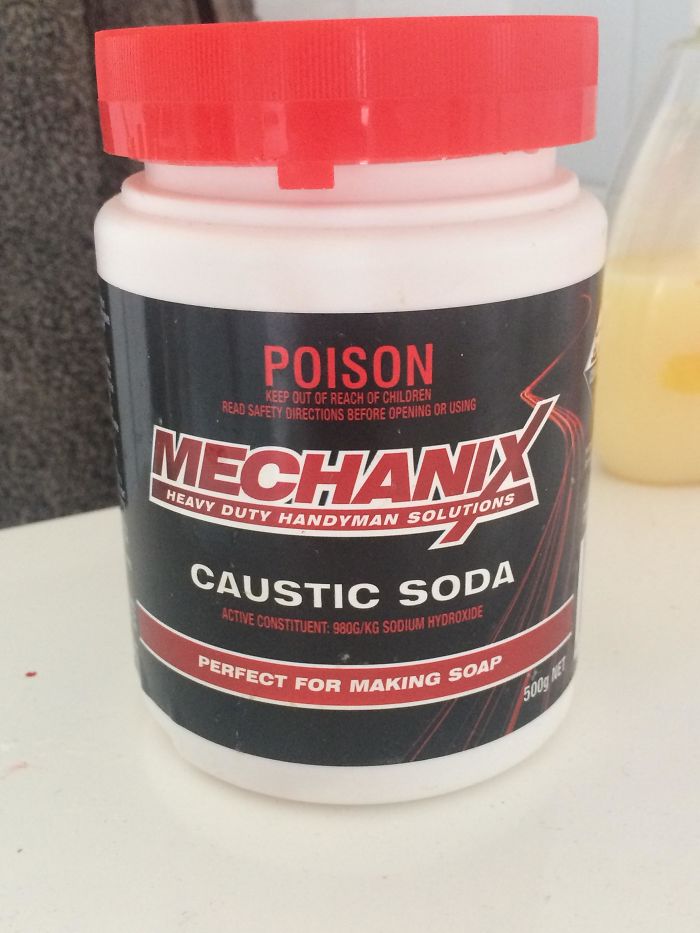 POISON
KEEP OUT OF REACH OF CHILDREN
READ SAFETY DIRECTIONS BEFORE OPENING OR USING
MECHANIX
HEAVY DUTY HANDYMAN SOLUTIONS
CAUSTIC SODA
ACTIVE CONSTITUENT: 980G/KG SODIUM HYDROXIDE
PERFECT FOR MAKING SOAP
500g NET